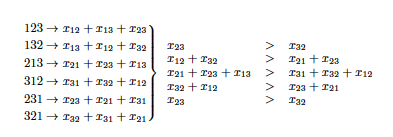 123 → x₁₂ + x₁₃ + x₂₃
132 → x₁₃ + x₁₂ + x₃₂
213 → x₂₁ + x₂₃ + x₁₃
312 → x₃₁ + x₃₂ + x₁₂
231 → x₂₃ + x₂₁ + x₃₁
321 → x₃₂ + x₃₁ + x₂₁
x₂₃ > x₃₂
x₁₂ + x₃₂ > x₂₁ + x₂₃
x₂₁ + x₂₃ + x₁₃ > x₃₁ + x₃₂ + x₁₂
x₃₂ + x₁₂ > x₂₃ + x₂₁
x₂₃ > x₃₂